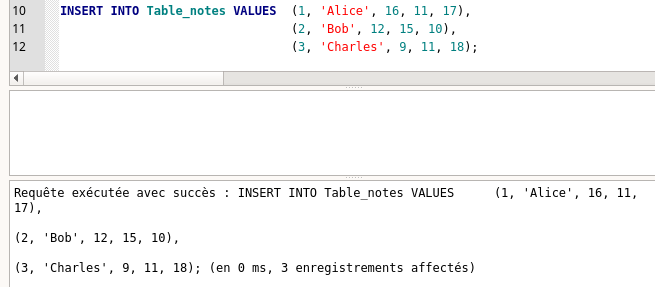 10 INSERT INTO Table_notes VALUES (1, 'Alice', 16, 11, 17),
11 (2, 'Bob', 12, 15, 10),
12 (3, 'Charles', 9, 11, 18);
Requête exécutée avec succès : INSERT INTO Table_notes VALUES (1, 'Alice', 16, 11,
17),
(2, 'Bob', 12, 15, 10),
(3, 'Charles', 9, 11, 18); (en 0 ms, 3 enregistrements affectés)